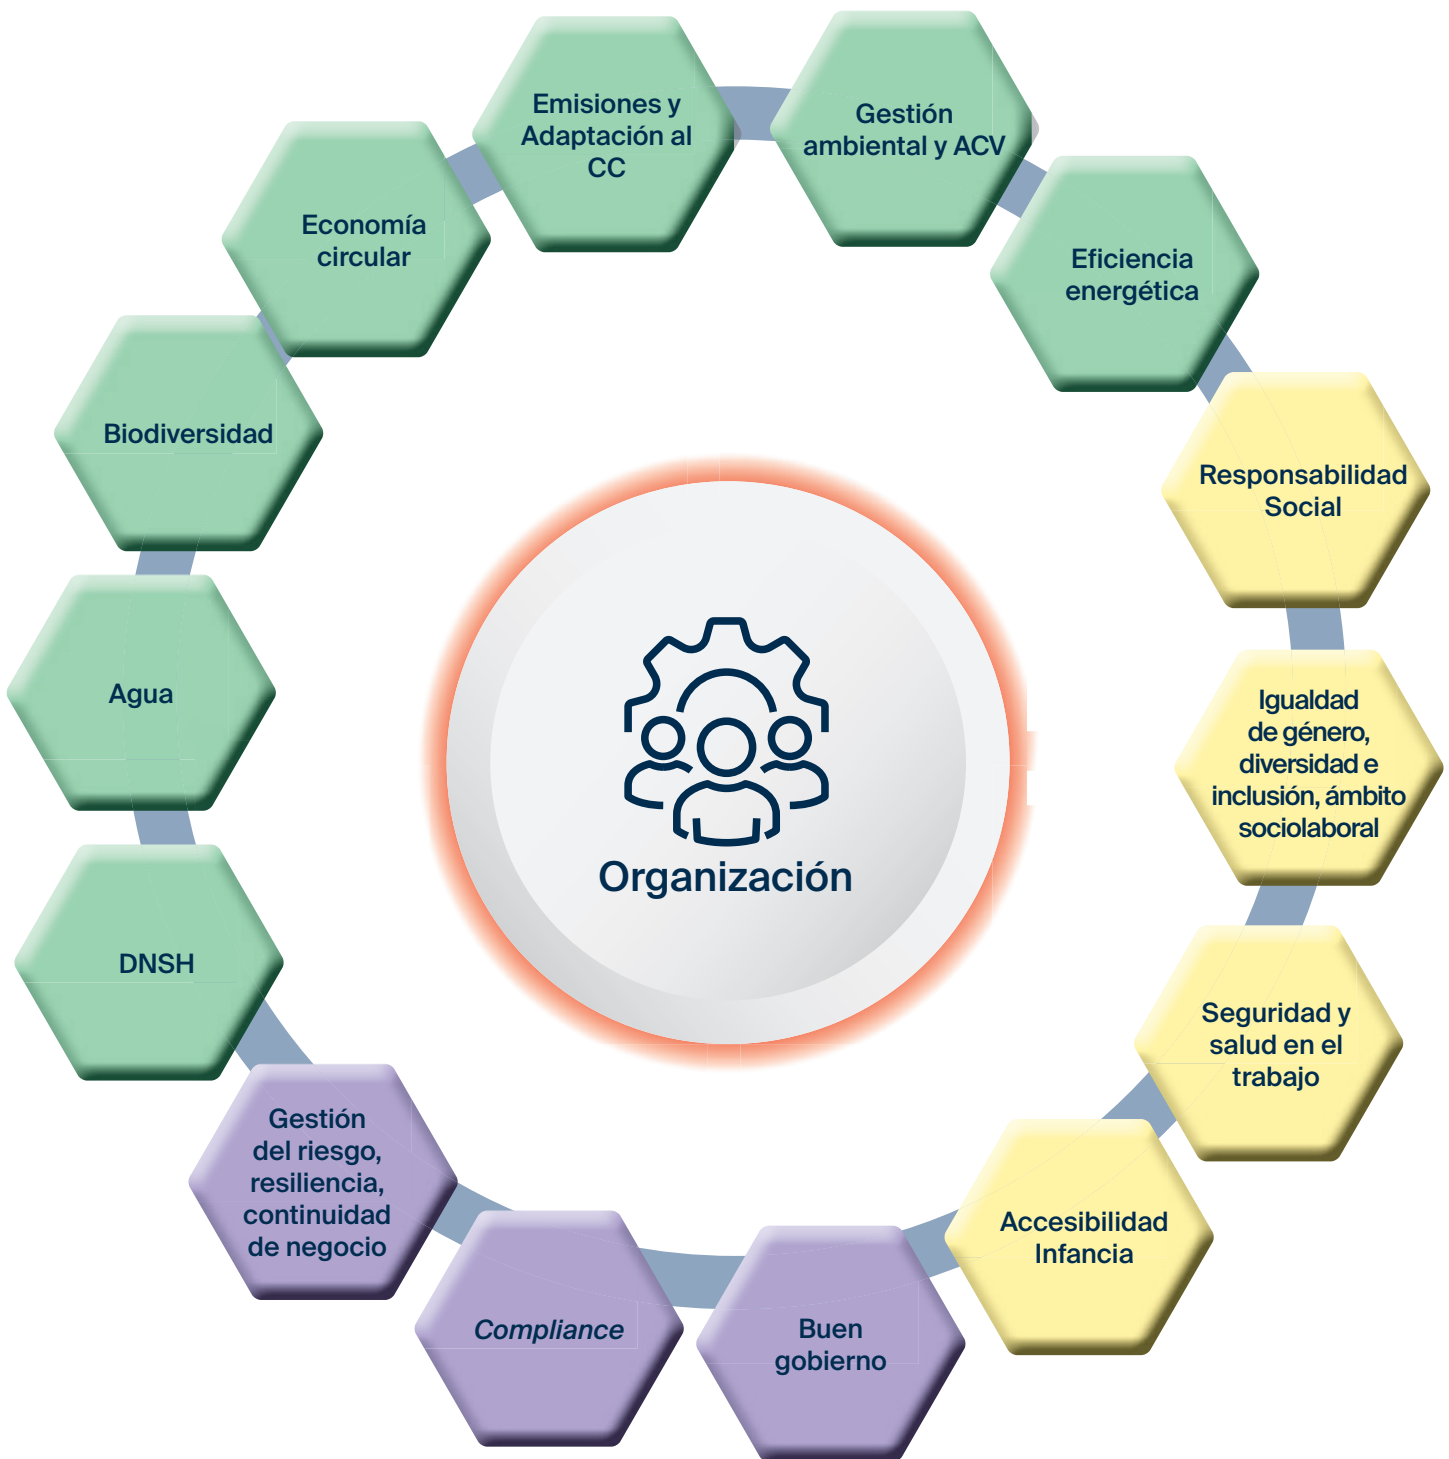 Emisiones y
Adaptación al
CC
Gestión
ambiental y ACV
Eficiencia
energética
Responsabilidad
Social
Igualdad
de género,
diversidad e
inclusión, ámbito
sociolaboral
Seguridad y
salud en el
trabajo
Accesibilidad
Infancia
Buen
gobierno
Compliance
Gestión
del riesgo,
resiliencia,
continuidad
de negocio
DNSH
Agua
Biodiversidad
Economía
circular
Organización